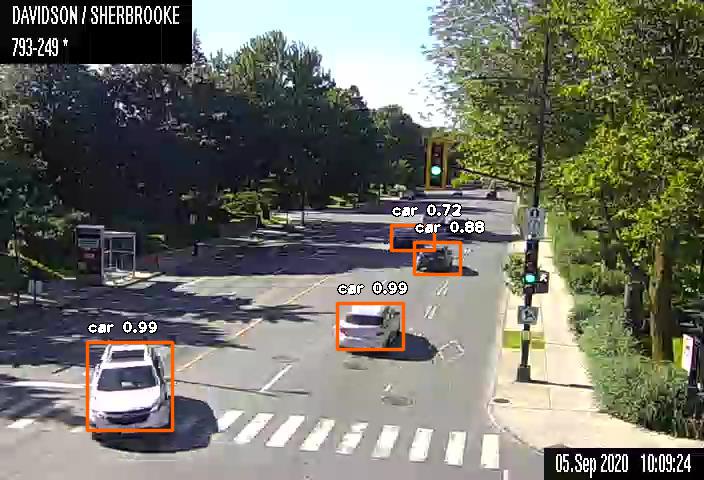 DAVIDSON / SHERBROOKE
793-249 *
car 0.72
car 0.88
car 0.99
car 0.99
05.Sep 2020 10:09:24